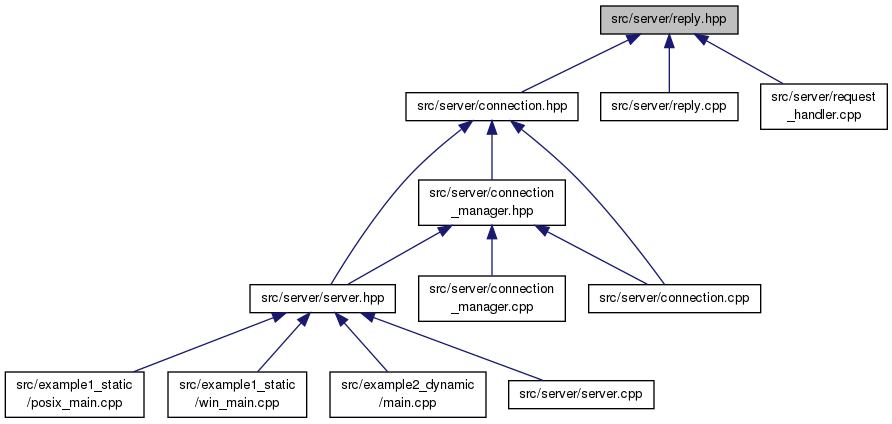 src/server/reply.hpp
src/server/connection.hpp
src/server/reply.cpp
src/server/request
_handler.cpp
src/server/connection
_manager.hpp
src/server/server.hpp
src/server/connection
_manager.cpp
src/server/connection.cpp
src/example1_static
/posix_main.cpp
src/example1_static
/win_main.cpp
src/example2_dynamic
/main.cpp
src/server/server.cpp